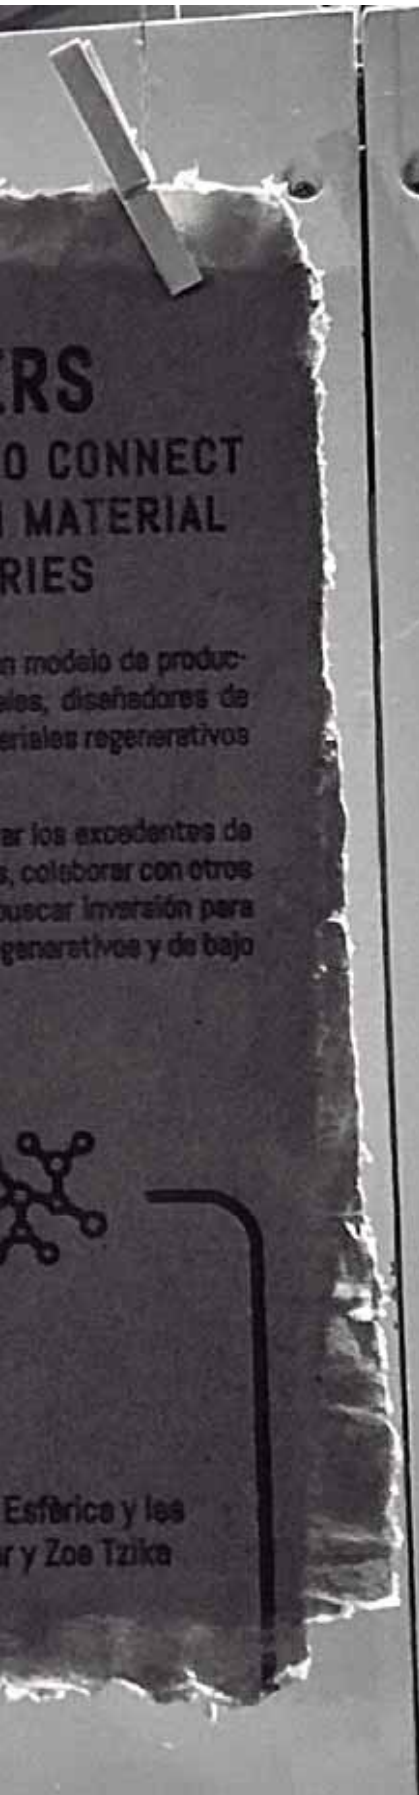 ERS
O CONNECT
MATERIAL
RIES
n modelo de produc-
eles, diseñadores de
eriales regenerativos
ar los excedentes de
s, colaborar con otros
buscar inversión para
generativos y de bajo
Esfèrica y les
r y Zoe Tzika